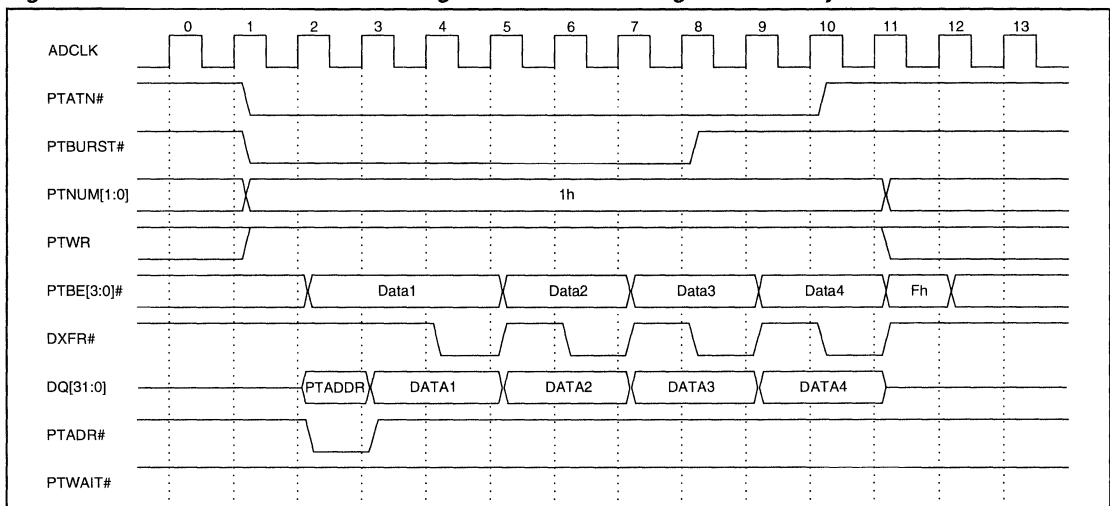 0 1 2 3 4 5 6 7 8 9 10 11 12 13
ADCLK
PTATN#
PTBURST#
PTNUM[1:0] 1h
PTWR
PTBE[3:0]# Data1 Data2 Data3 Data4 Fh
DXFR#
DQ[31:0] PTADDR DATA1 DATA2 DATA3 DATA4
PTADR#
PTWAIT#